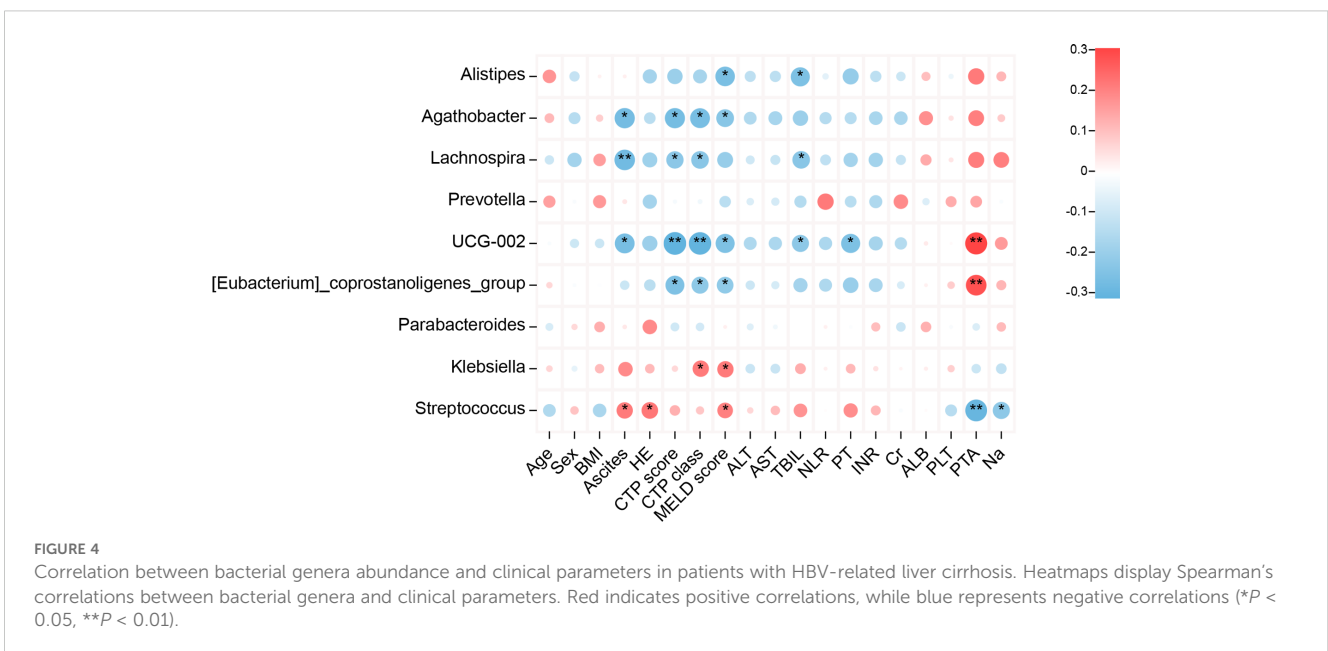 Alistipes
Agathobacter
Lachnospira
Prevotella
UCG-002
[Eubacterium]_coprostanoligenes_group
Parabacteroides
Klebsiella
Streptococcus
* *
* * * *
** * * *
* ** ** * * * **
* * * **
* *
* * * ** *
Age Sex BMI Ascites HE CTP score CTP class MELD score ALT AST TBIL NLR PT INR Cr ALB PLT PTA Na
0.3
0.2
0.1
0
-0.1
-0.2
-0,3
FIGURE 4
Correlation between bacterial genera abundance and clinical parameters in patients with HBV-related liver cirrhosis. Heatmaps display Spearman's
correlations between bacterial genera and clinical parameters. Red indicates positive correlations, while blue represents negative correlations (*P <
0.05, **P < 0.01).